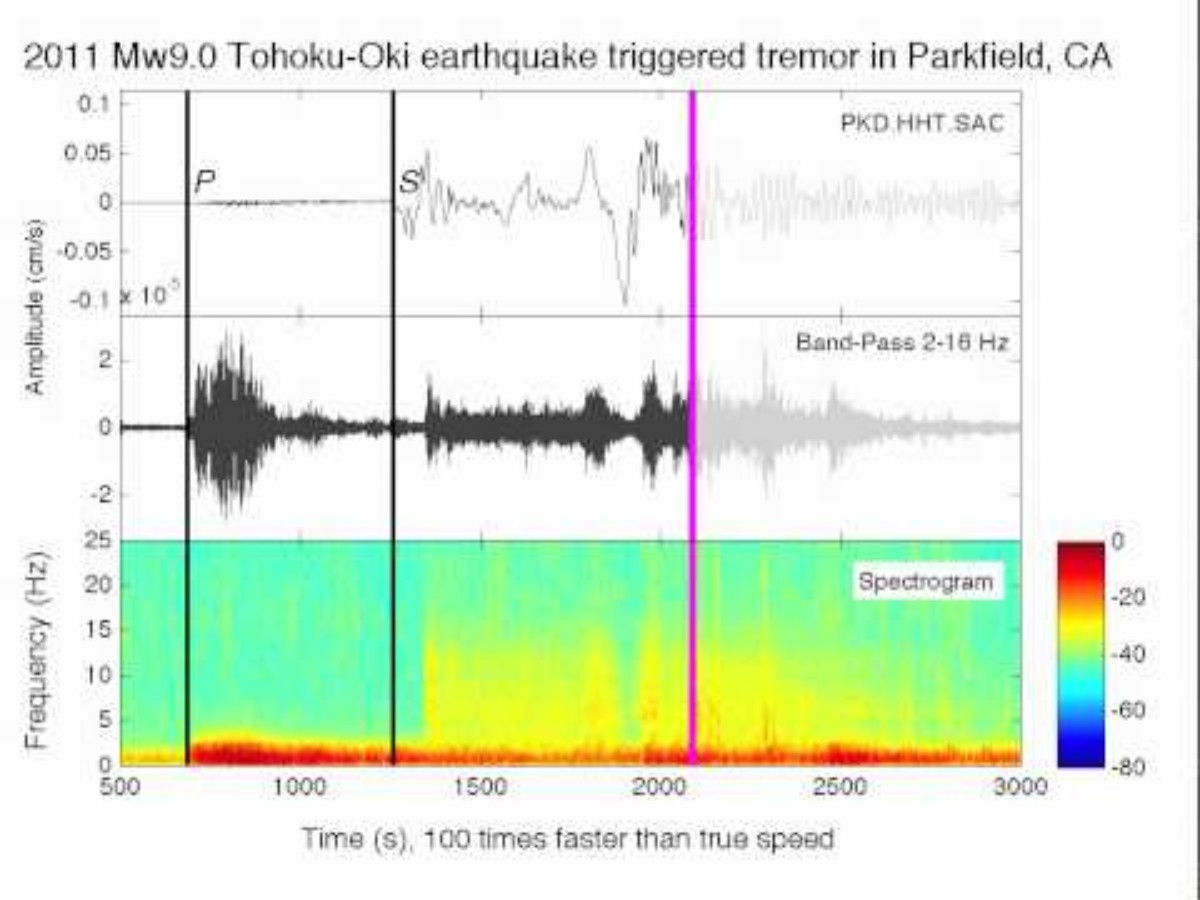 2011 Mw9.0 Tohoku-Oki earthquake triggered tremor in Parkfield, CA
PKD.HHT.SAC
0.1
0.05
0
-0.05
-0.1
P
S
Amplitude (cm/s)
x 10^-5
Band-Pass 2-16 Hz
2
0
-2
Frequency (Hz)
25
20
15
10
5
0
Spectrogram
0
-20
-40
-60
-80
500 1000 1500 2000 2500 3000
Time (s), 100 times faster than true speed